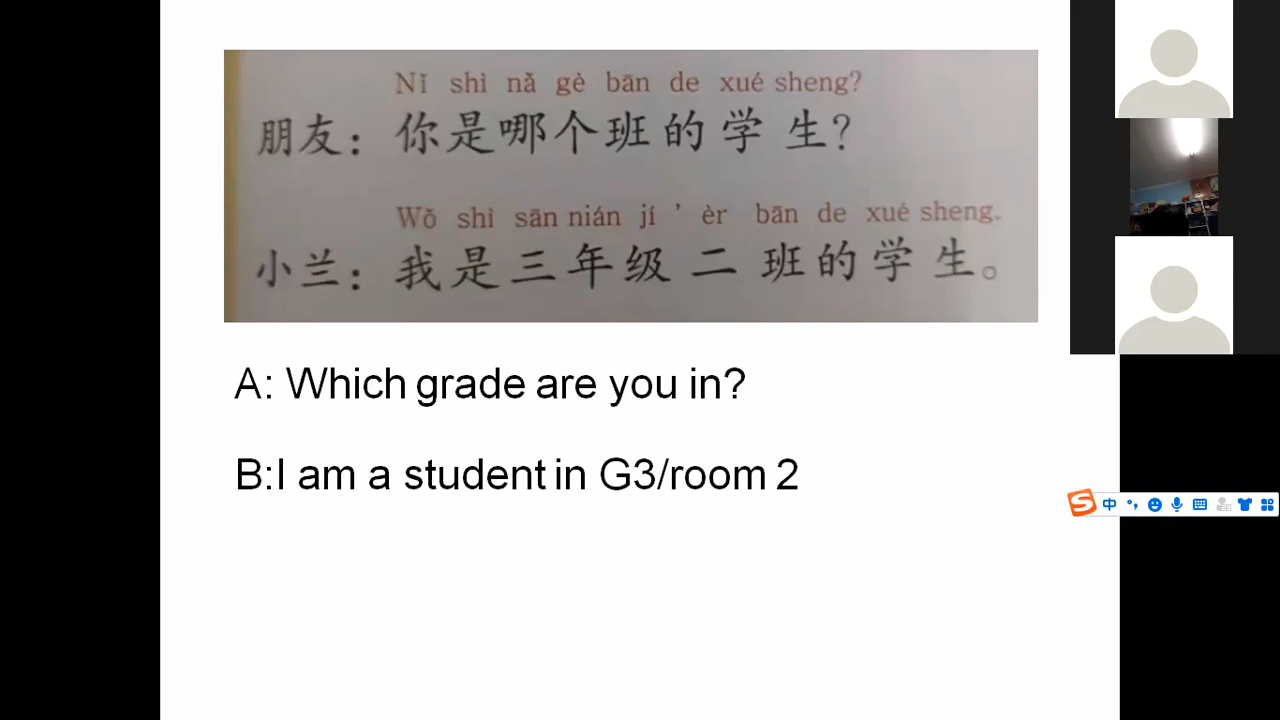 Nǐ shì nǎ gè bān de xué sheng?
朋友：你是哪个班的学生？
Wǒ shì sān nián jí ’ èr bān de xué sheng.
小兰：我是三年级二班的学生。
A: Which grade are you in?
B:I am a student in G3/room 2
中